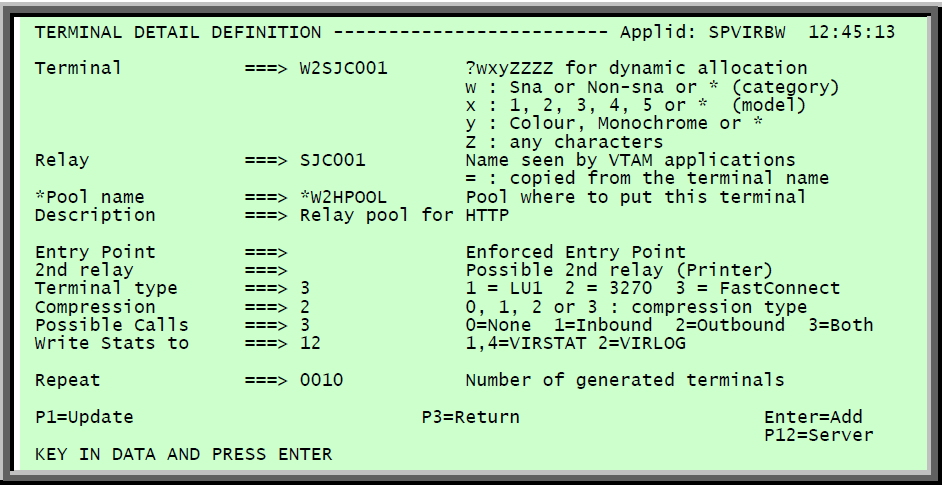 TERMINAL DETAIL DEFINITION ------------------------- Applid: SPVIRBW 12:45:13
Terminal ===> W2SJC001 ?wxyZZZZ for dynamic allocation
w : Sna or Non-sna or * (category)
x : 1, 2, 3, 4, 5 or * (model)
y : Colour, Monochrome or *
Z : any characters
Relay ===> SJC001 Name seen by VTAM applications
= : copied from the terminal name
*Pool name ===> *W2HPOOL Pool where to put this terminal
Description ===> Relay pool for HTTP
Entry Point ===> Enforced Entry Point
2nd relay ===> Possible 2nd relay (Printer)
Terminal type ===> 3 1 = LU1 2 = 3270 3 = FastConnect
Compression ===> 2 0, 1, 2 or 3 : compression type
Possible Calls ===> 3 0=None 1=Inbound 2=Outbound 3=Both
Write Stats to ===> 12 1,4=VIRSTAT 2=VIRLOG
Repeat ===> 0010 Number of generated terminals
P1=Update P3=Return Enter=Add
P12=Server
KEY IN DATA AND PRESS ENTER